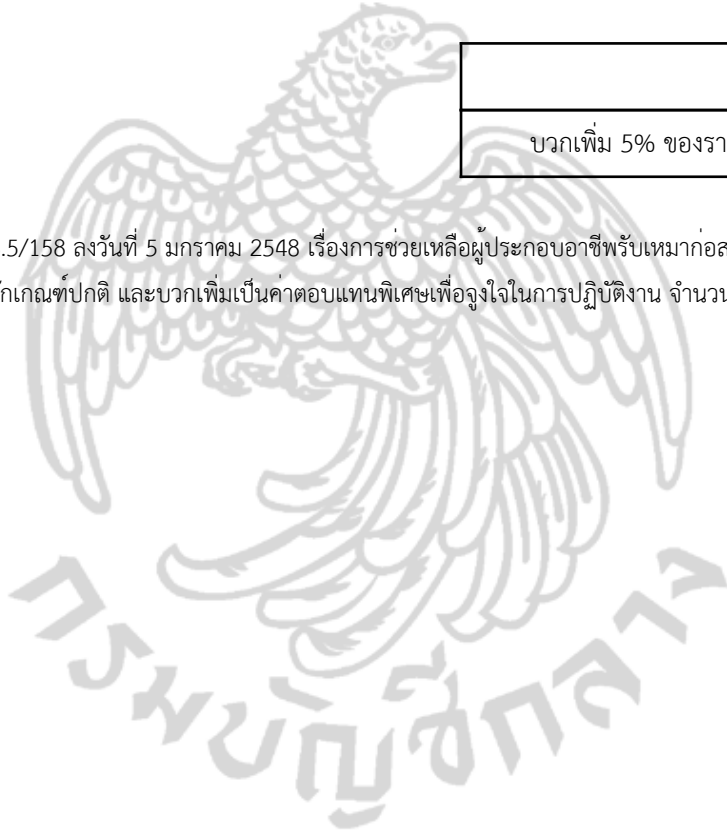 บวกเพิ่ม 5% ของรา
.5/158 ลงวันที่ 5 มกราคม 2548 เรื่องการช่วยเหลือผู้ประกอบอาชีพรับเหมาก่อส
ักเกณฑ์ปกติ และบวกเพิ่มเป็นค่าตอบแทนพิเศษเพื่อจูงใจในการปฏิบัติงาน จำนวน
กรมบัญชีกลาง